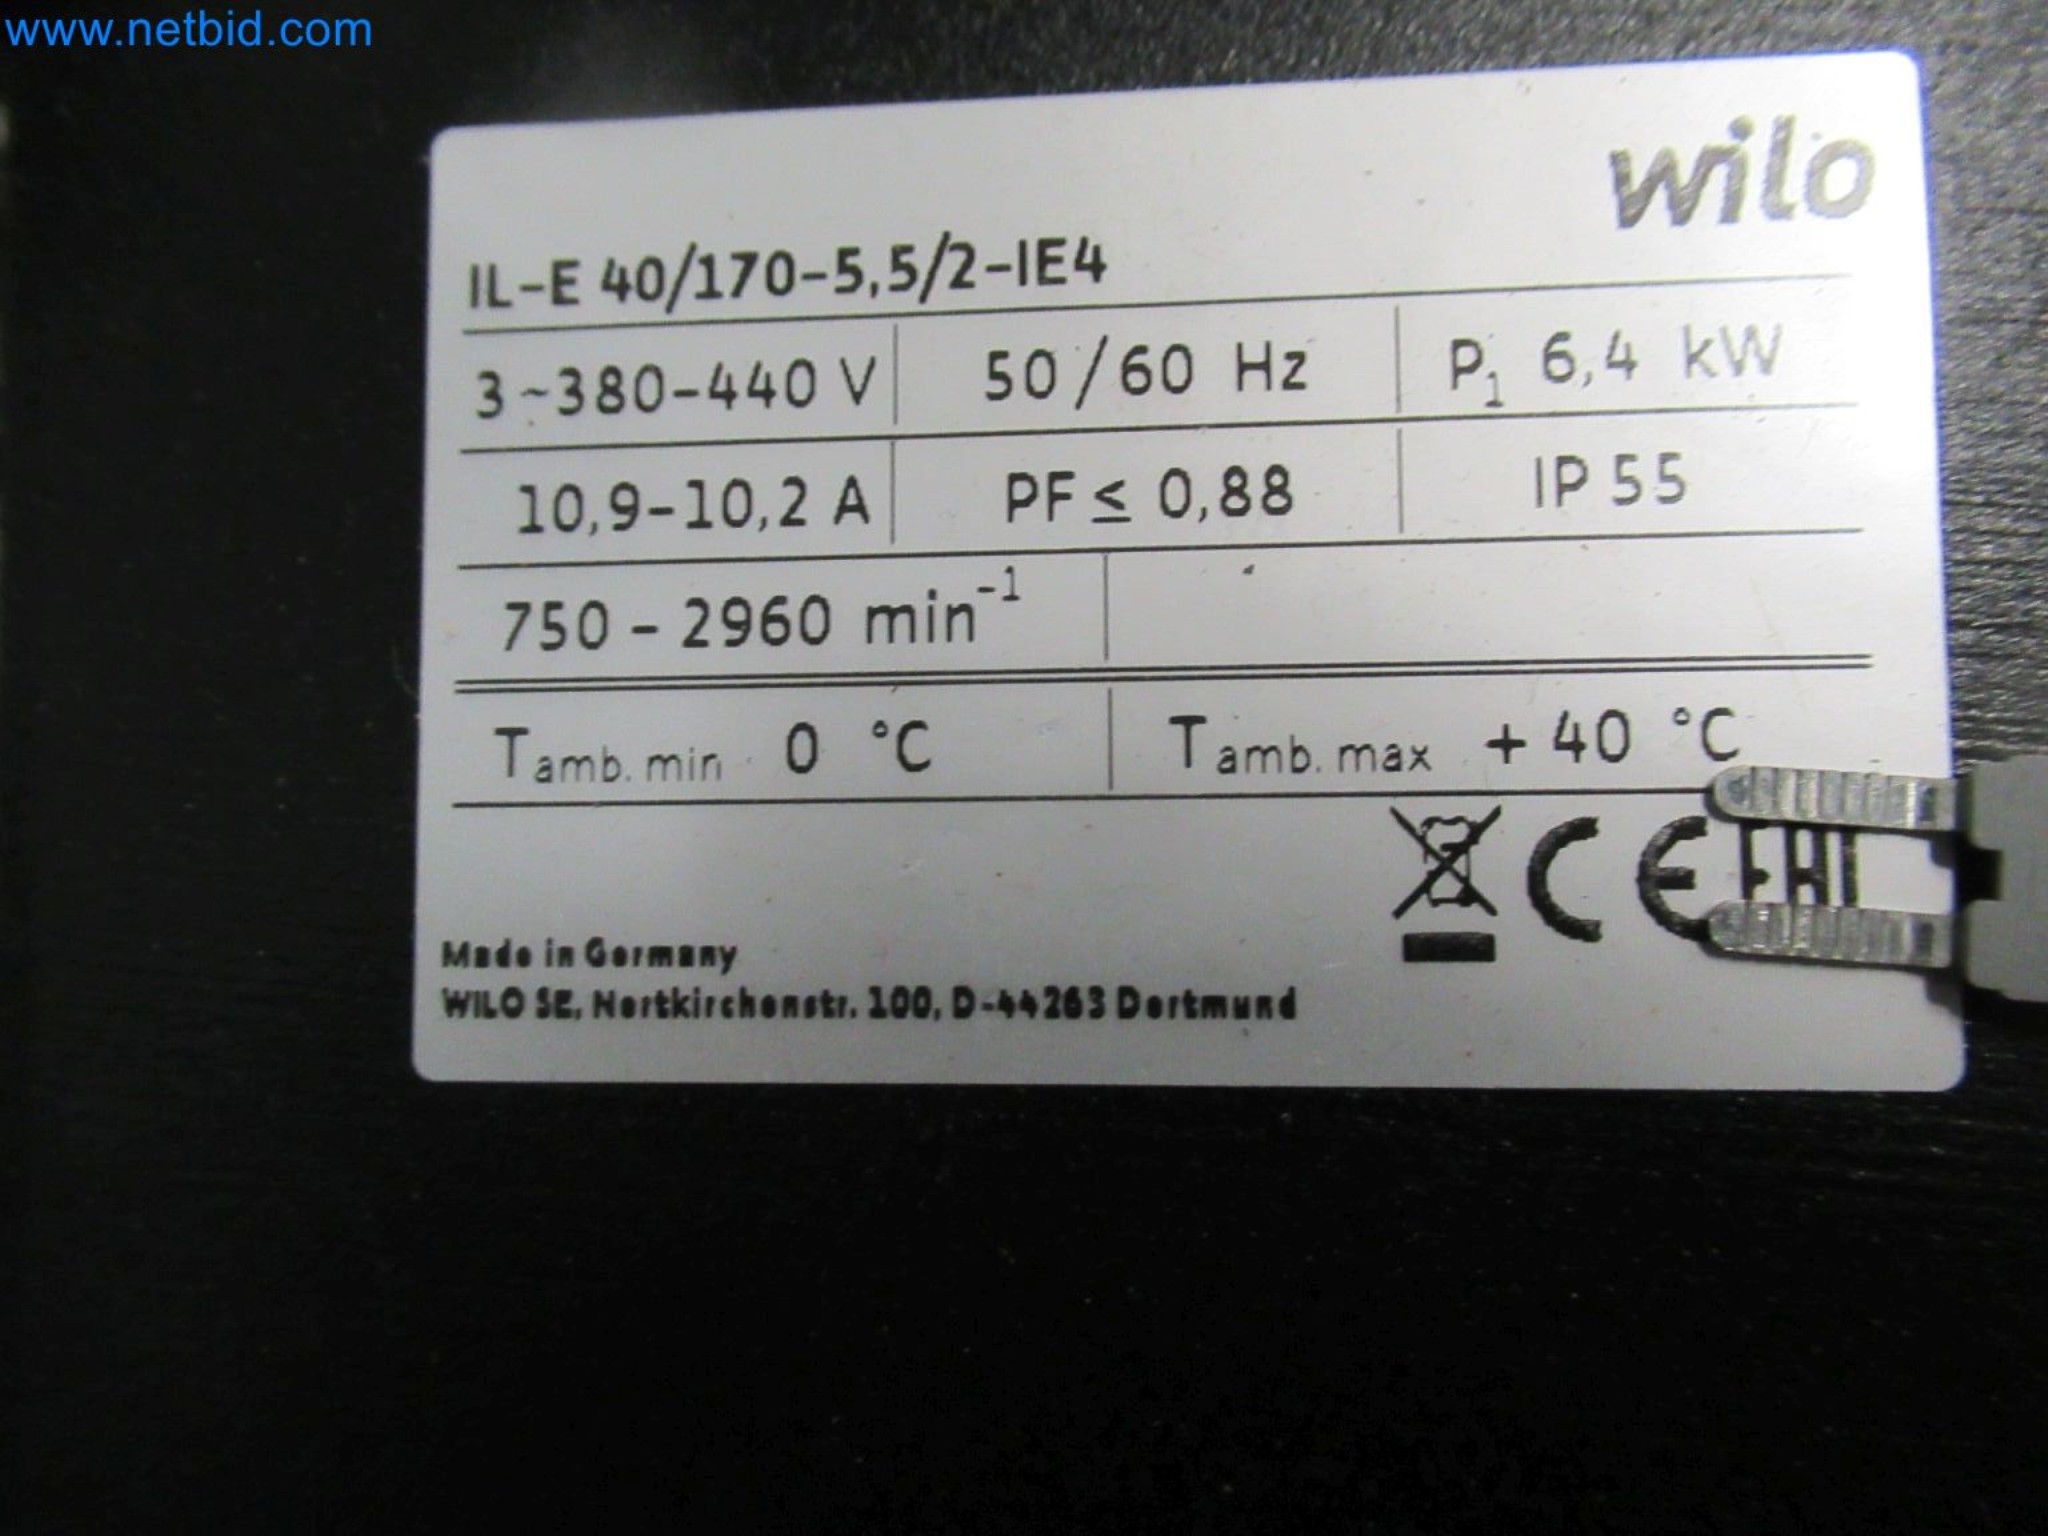 www.netbid.com
wilo
IL-E 40/170-5,5/2-IE4
3~380-440 V 50/60 Hz P1 6,4 kW
10,9-10,2 A PF ≤ 0,88 IP 55
750 - 2960 min⁻¹
Tamb. min 0 °C Tamb. max + 40 °C
CE EAC
Made in Germany
WILO SE, Nortkirchenstr. 100, D-44263 Dortmund